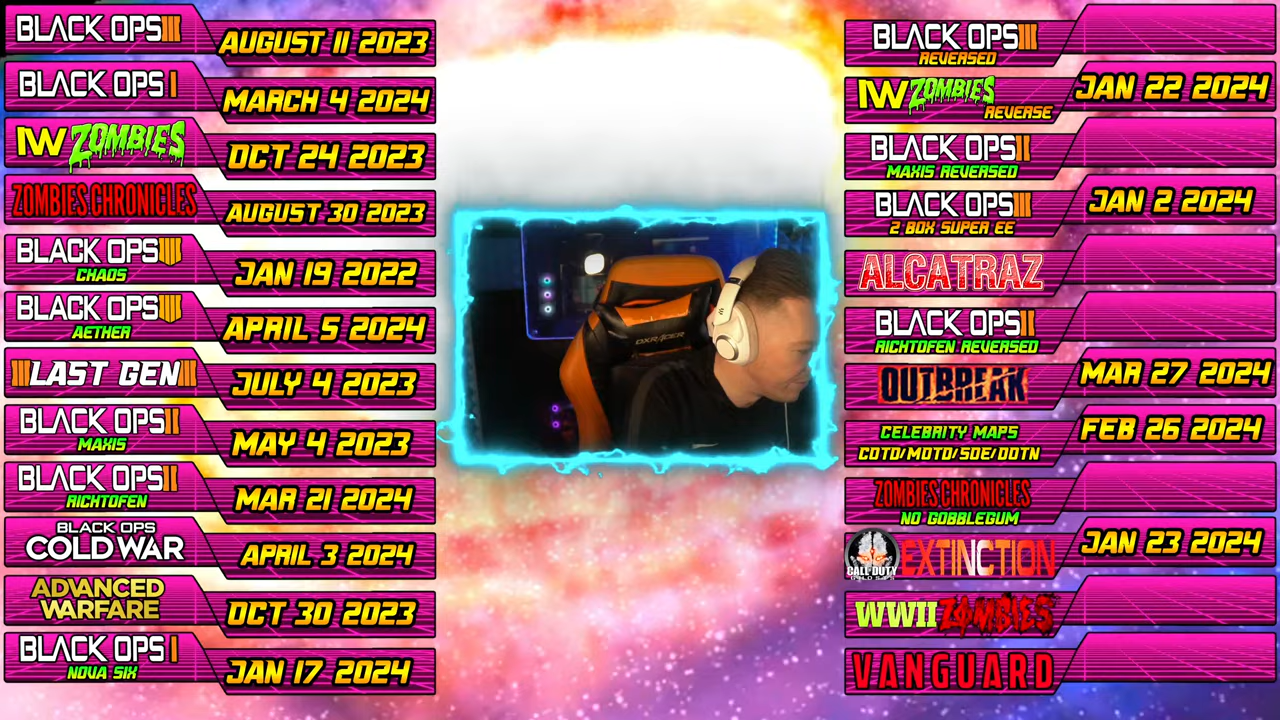 BLACK OPS IIII
AUGUST 11 2023
BLACK OPS I
MARCH 4 2024
IW ZOMBIES
OCT 24 2023
ZOMBIES CHRONICLES
AUGUST 30 2023
BLACK OPS IIII
CHAOS
JAN 19 2022
BLACK OPS IIII
AETHER
APRIL 5 2024
III LAST GEN III
JULY 4 2023
BLACK OPS II
MAXIS
MAY 4 2023
BLACK OPS II
RICHTOFEN
MAR 21 2024
BLACK OPS
COLD WAR
APRIL 3 2024
ADVANCED
WARFARE
OCT 30 2023
BLACK OPS I
NOVA SIX
JAN 17 2024
DXRACER
BLACK OPS III
REVERSED
IW ZOMBIES
REVERSE
JAN 22 2024
BLACK OPS II
MAXIS REVERSED
BLACK OPS III
2 BOX SUPER EE
JAN 2 2024
ALCATRAZ
BLACK OPS II
RICHTOFEN REVERSED
OUTBREAK
MAR 27 2024
CELEBRITY MAPS
COTD/MOTD/SOE/DOTN
FEB 26 2024
ZOMBIES CHRONICLES
NO GOBBLEGUM
CALL DUTY
EXTINCTION
JAN 23 2024
WWII ZOMBIES
VANGUARD